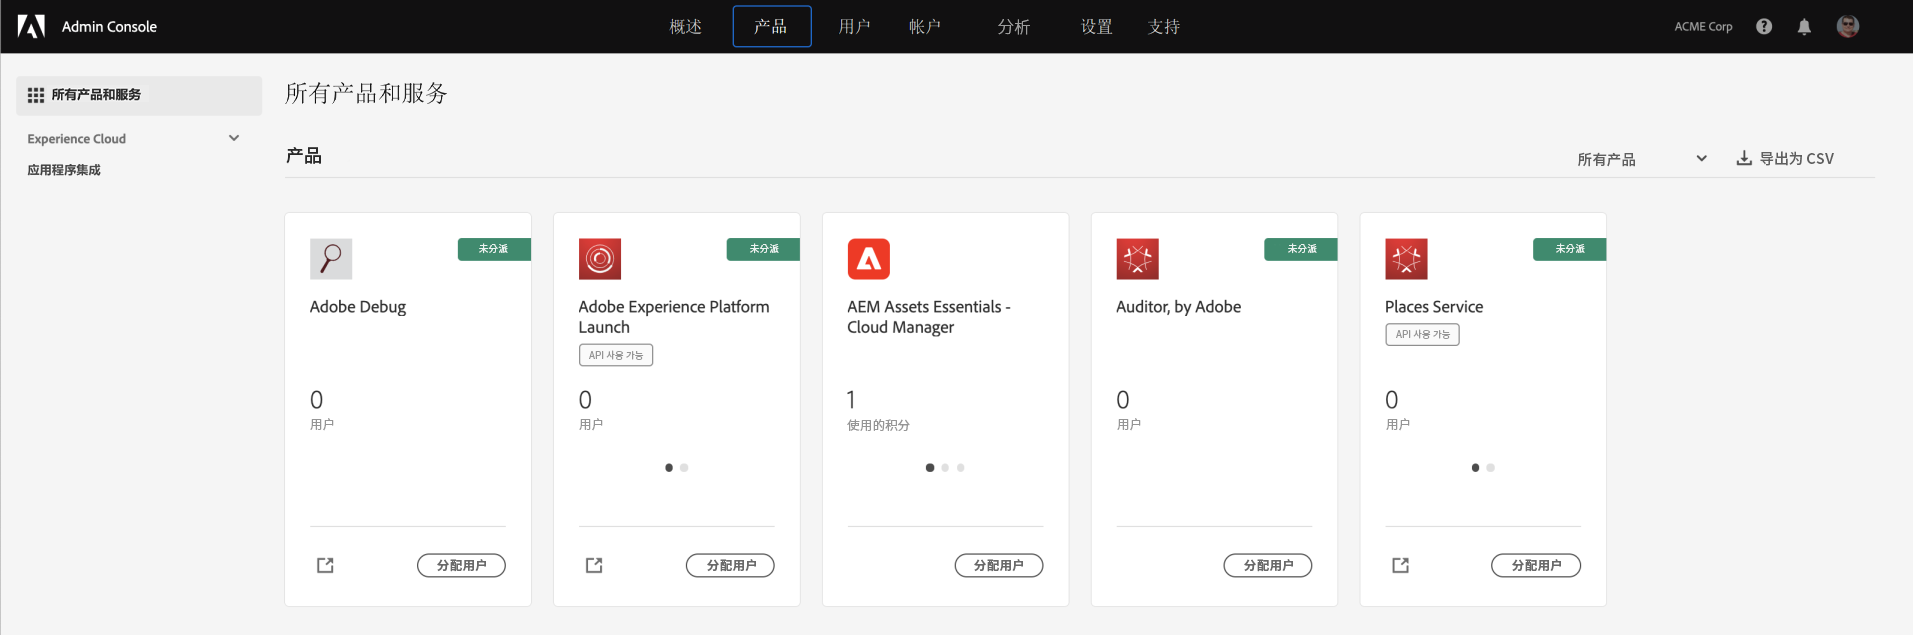 Admin Console
概述 产品 用户 帐户 分析 设置 支持
ACME Corp
所有产品和服务
Experience Cloud
应用程序集成
所有产品和服务
产品
所有产品 导出为 CSV
未分派
Adobe Debug
0
用户
分配用户
未分派
Adobe Experience Platform
Launch
API 사용 가능
0
用户
分配用户
AEM Assets Essentials -
Cloud Manager
1
使用的积分
分配用户
未分派
Auditor, by Adobe
0
用户
分配用户
未分派
Places Service
API 사용 가능
0
用户
分配用户